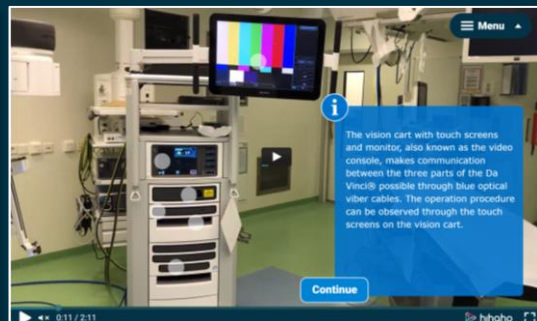 Menu
i
The vision cart with touch screens
and monitor, also known as the video
console, makes communication
between the three parts of the Da
Vinci® possible through blue optical
viber cables. The operation procedure
can be observed through the touch
screens on the vision cart.
Continue
0:11 / 2:11
hihaho